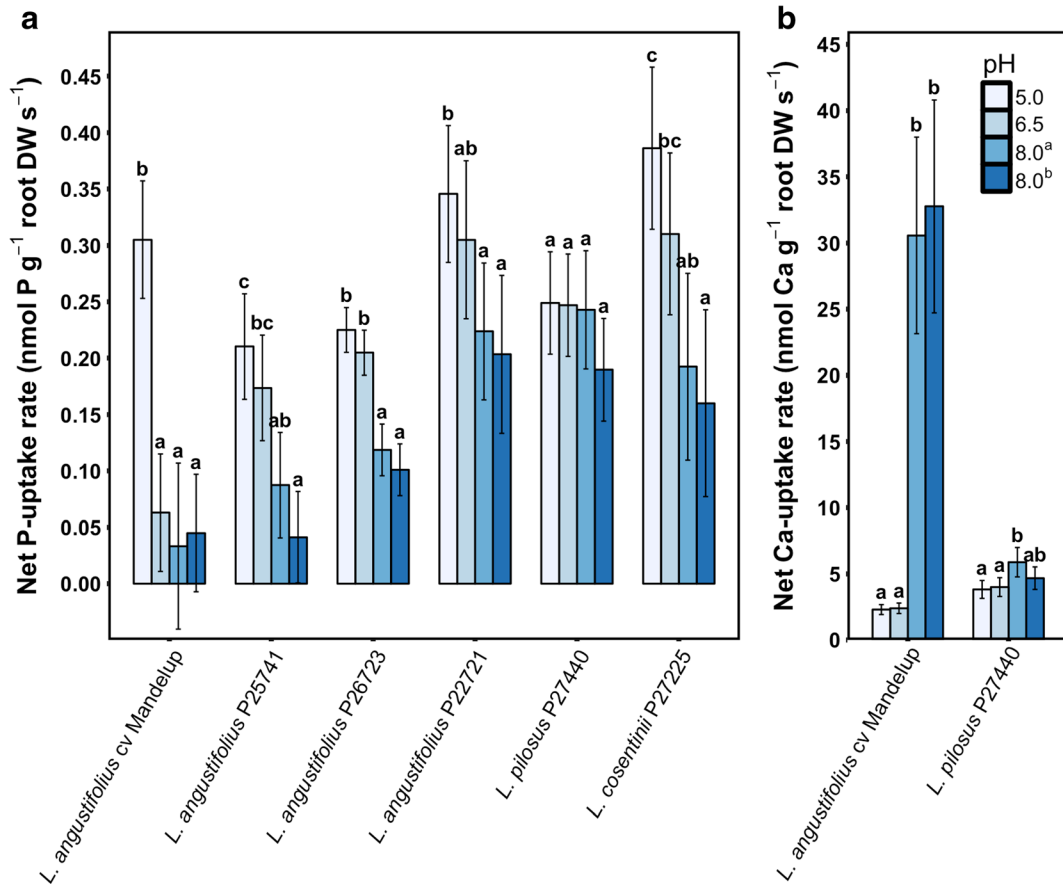 a
Net P-uptake rate (nmol P g⁻¹ root DW s⁻¹)
0.45
0.40
0.35
0.30
0.25
0.20
0.15
0.10
0.05
0.00
b a a a
c bc ab a
b b a a
b ab a a
a a a a
c bc ab a
L. angustifolius cv Mandelup
L. angustifolius P25741
L. angustifolius P26723
L. angustifolius P22721
L. pilosus P27440
L. cosentinii P27225
b
Net Ca-uptake rate (nmol Ca g⁻¹ root DW s⁻¹)
45
40
35
30
25
20
15
10
5
0
pH
5.0
6.5
8.0ᵃ
8.0ᵇ
a a b b
a a b ab
L. angustifolius cv Mandelup
L. pilosus P27440